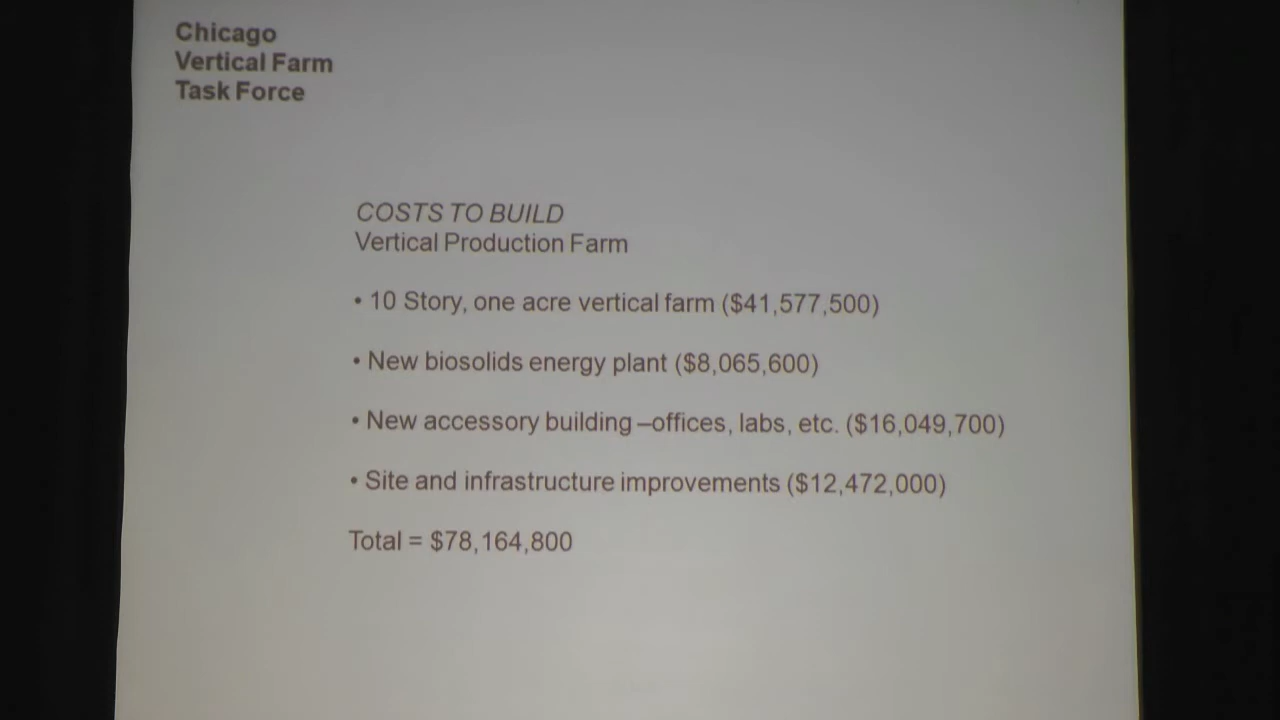 Chicago
Vertical Farm
Task Force
COSTS TO BUILD
Vertical Production Farm
• 10 Story, one acre vertical farm ($41,577,500)
• New biosolids energy plant ($8,065,600)
• New accessory building –offices, labs, etc. ($16,049,700)
• Site and infrastructure improvements ($12,472,000)
Total = $78,164,800